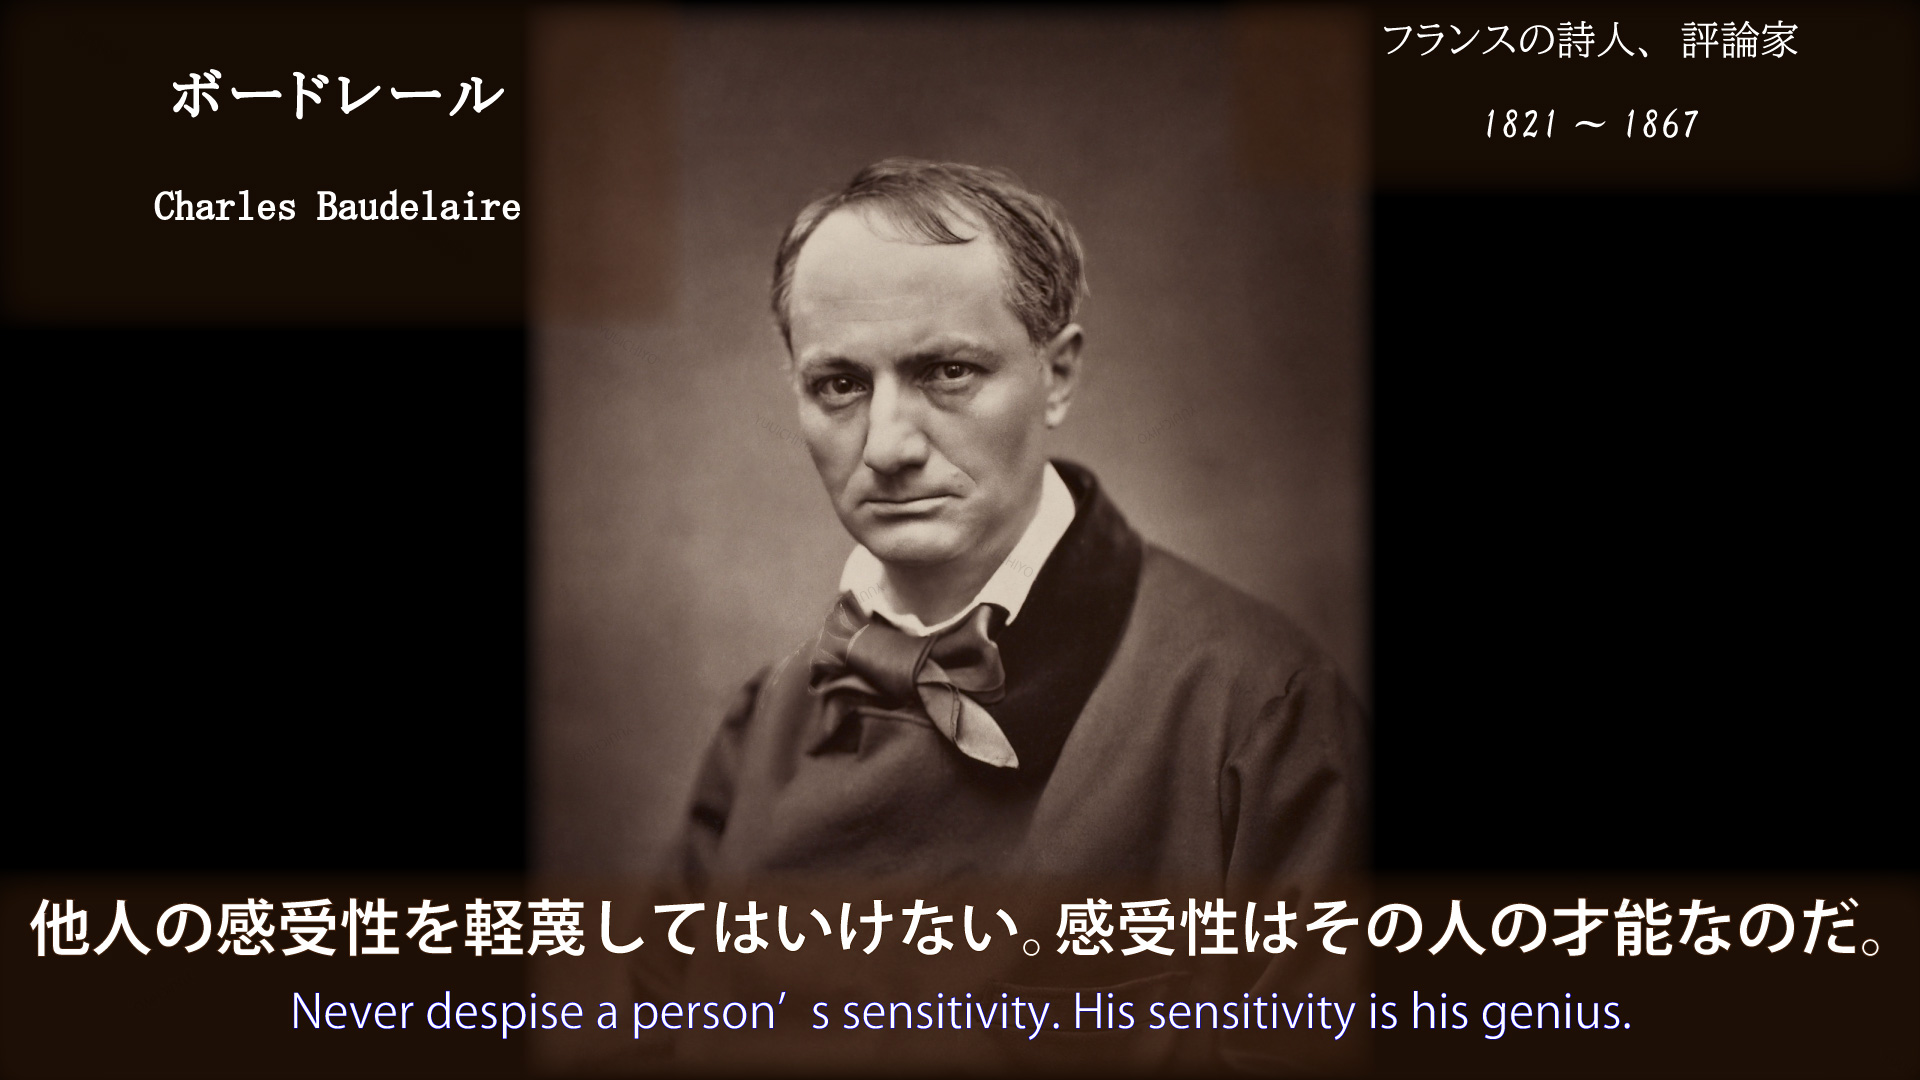 ボードレール
Charles Baudelaire
フランスの詩人、評論家
1821 ～ 1867
他人の感受性を軽蔑してはいけない。感受性はその人の才能なのだ。
Never despise a person’s sensitivity. His sensitivity is his genius.